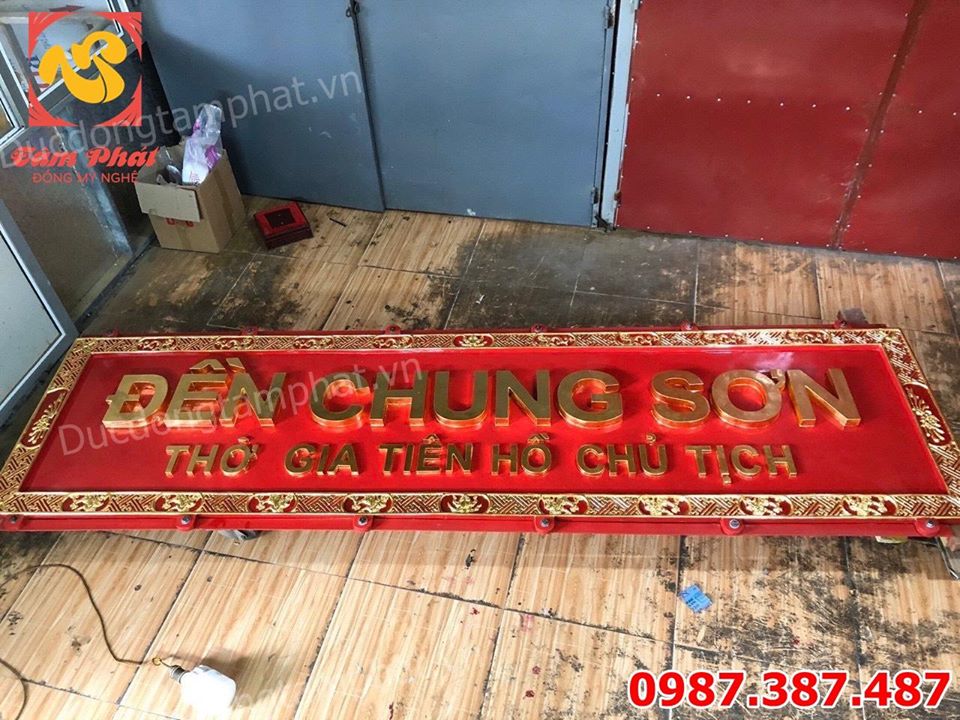 Tâm Phát
ĐỒNG MỸ NGHỆ
Ducdongtamphat.vn
ĐỀN CHUNG SƠN
Ducdongtamphat.vn
THỜ GIA TIÊN HỒ CHỦ TỊCH
0987.387.487